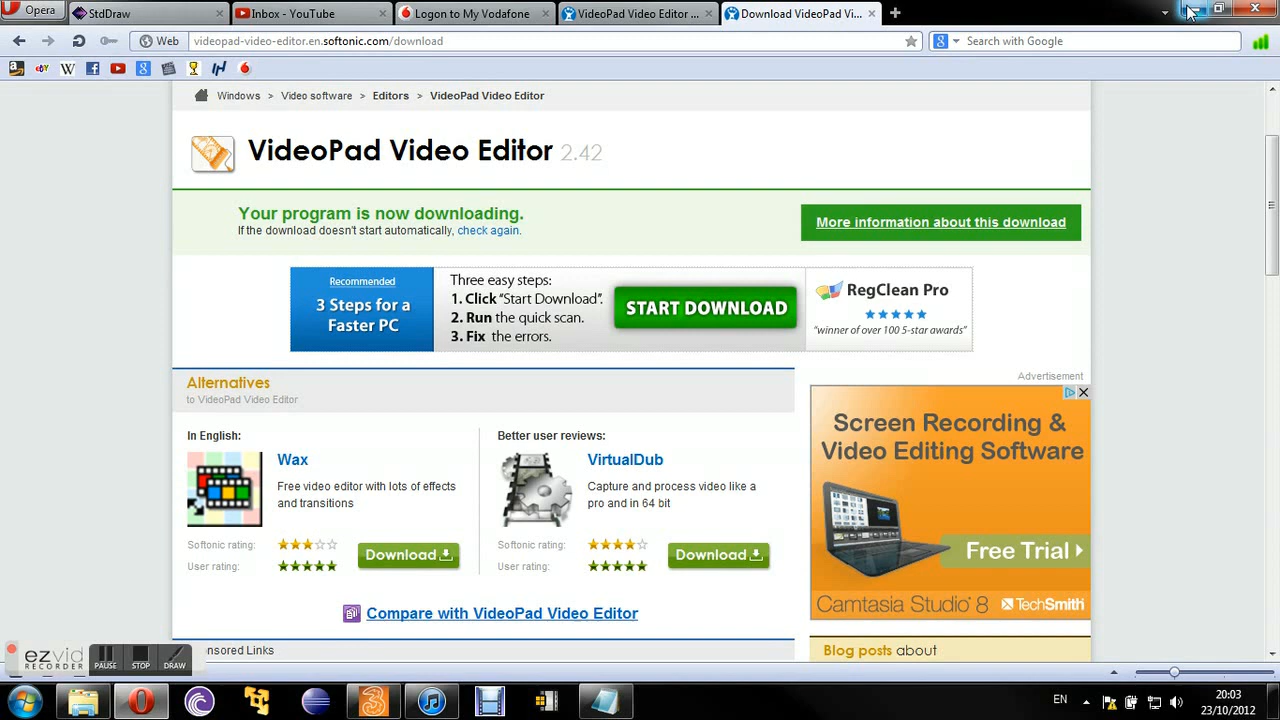 Opera
StdDraw
Inbox - YouTube
Logon to My Vodafone
VideoPad Video Editor ...
Download VideoPad Vi...
Web
videopad-video-editor.en.softonic.com/download
Search with Google
Windows > Video software > Editors > VideoPad Video Editor
VideoPad Video Editor 2.42
Your program is now downloading.
If the download doesn't start automatically, check again.
More information about this download
Recommended
3 Steps for a
Faster PC
Three easy steps:
1. Click "Start Download".
2. Run the quick scan.
3. Fix the errors.
START DOWNLOAD
RegClean Pro
"winner of over 100 5-star awards"
Alternatives
to VideoPad Video Editor
Advertisement
In English:
Wax
Free video editor with lots of effects
and transitions
Softonic rating:
User rating:
Download
Better user reviews:
VirtualDub
Capture and process video like a
pro and in 64 bit
Softonic rating:
User rating:
Download
Compare with VideoPad Video Editor
Screen Recording &
Video Editing Software
Free Trial
Camtasia Studio® 8 TechSmith
onsored Links
Blog posts about
ezvid
RECORDER
PAUSE
STOP
DRAW
EN
20:03
23/10/2012